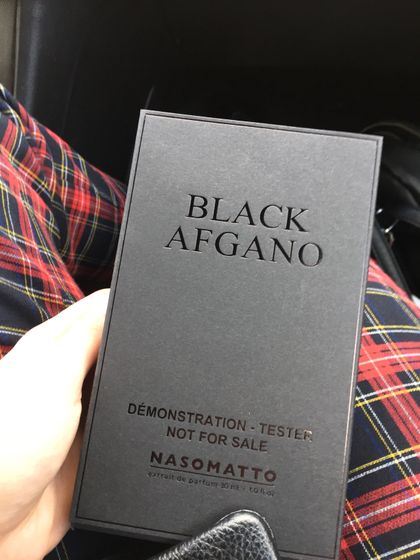 BLACK
AFGANO
DÉMONSTRATION - TESTER
NOT FOR SALE
NASOMATTO
extrait de parfum 30 ml - 1.0 fl.oz